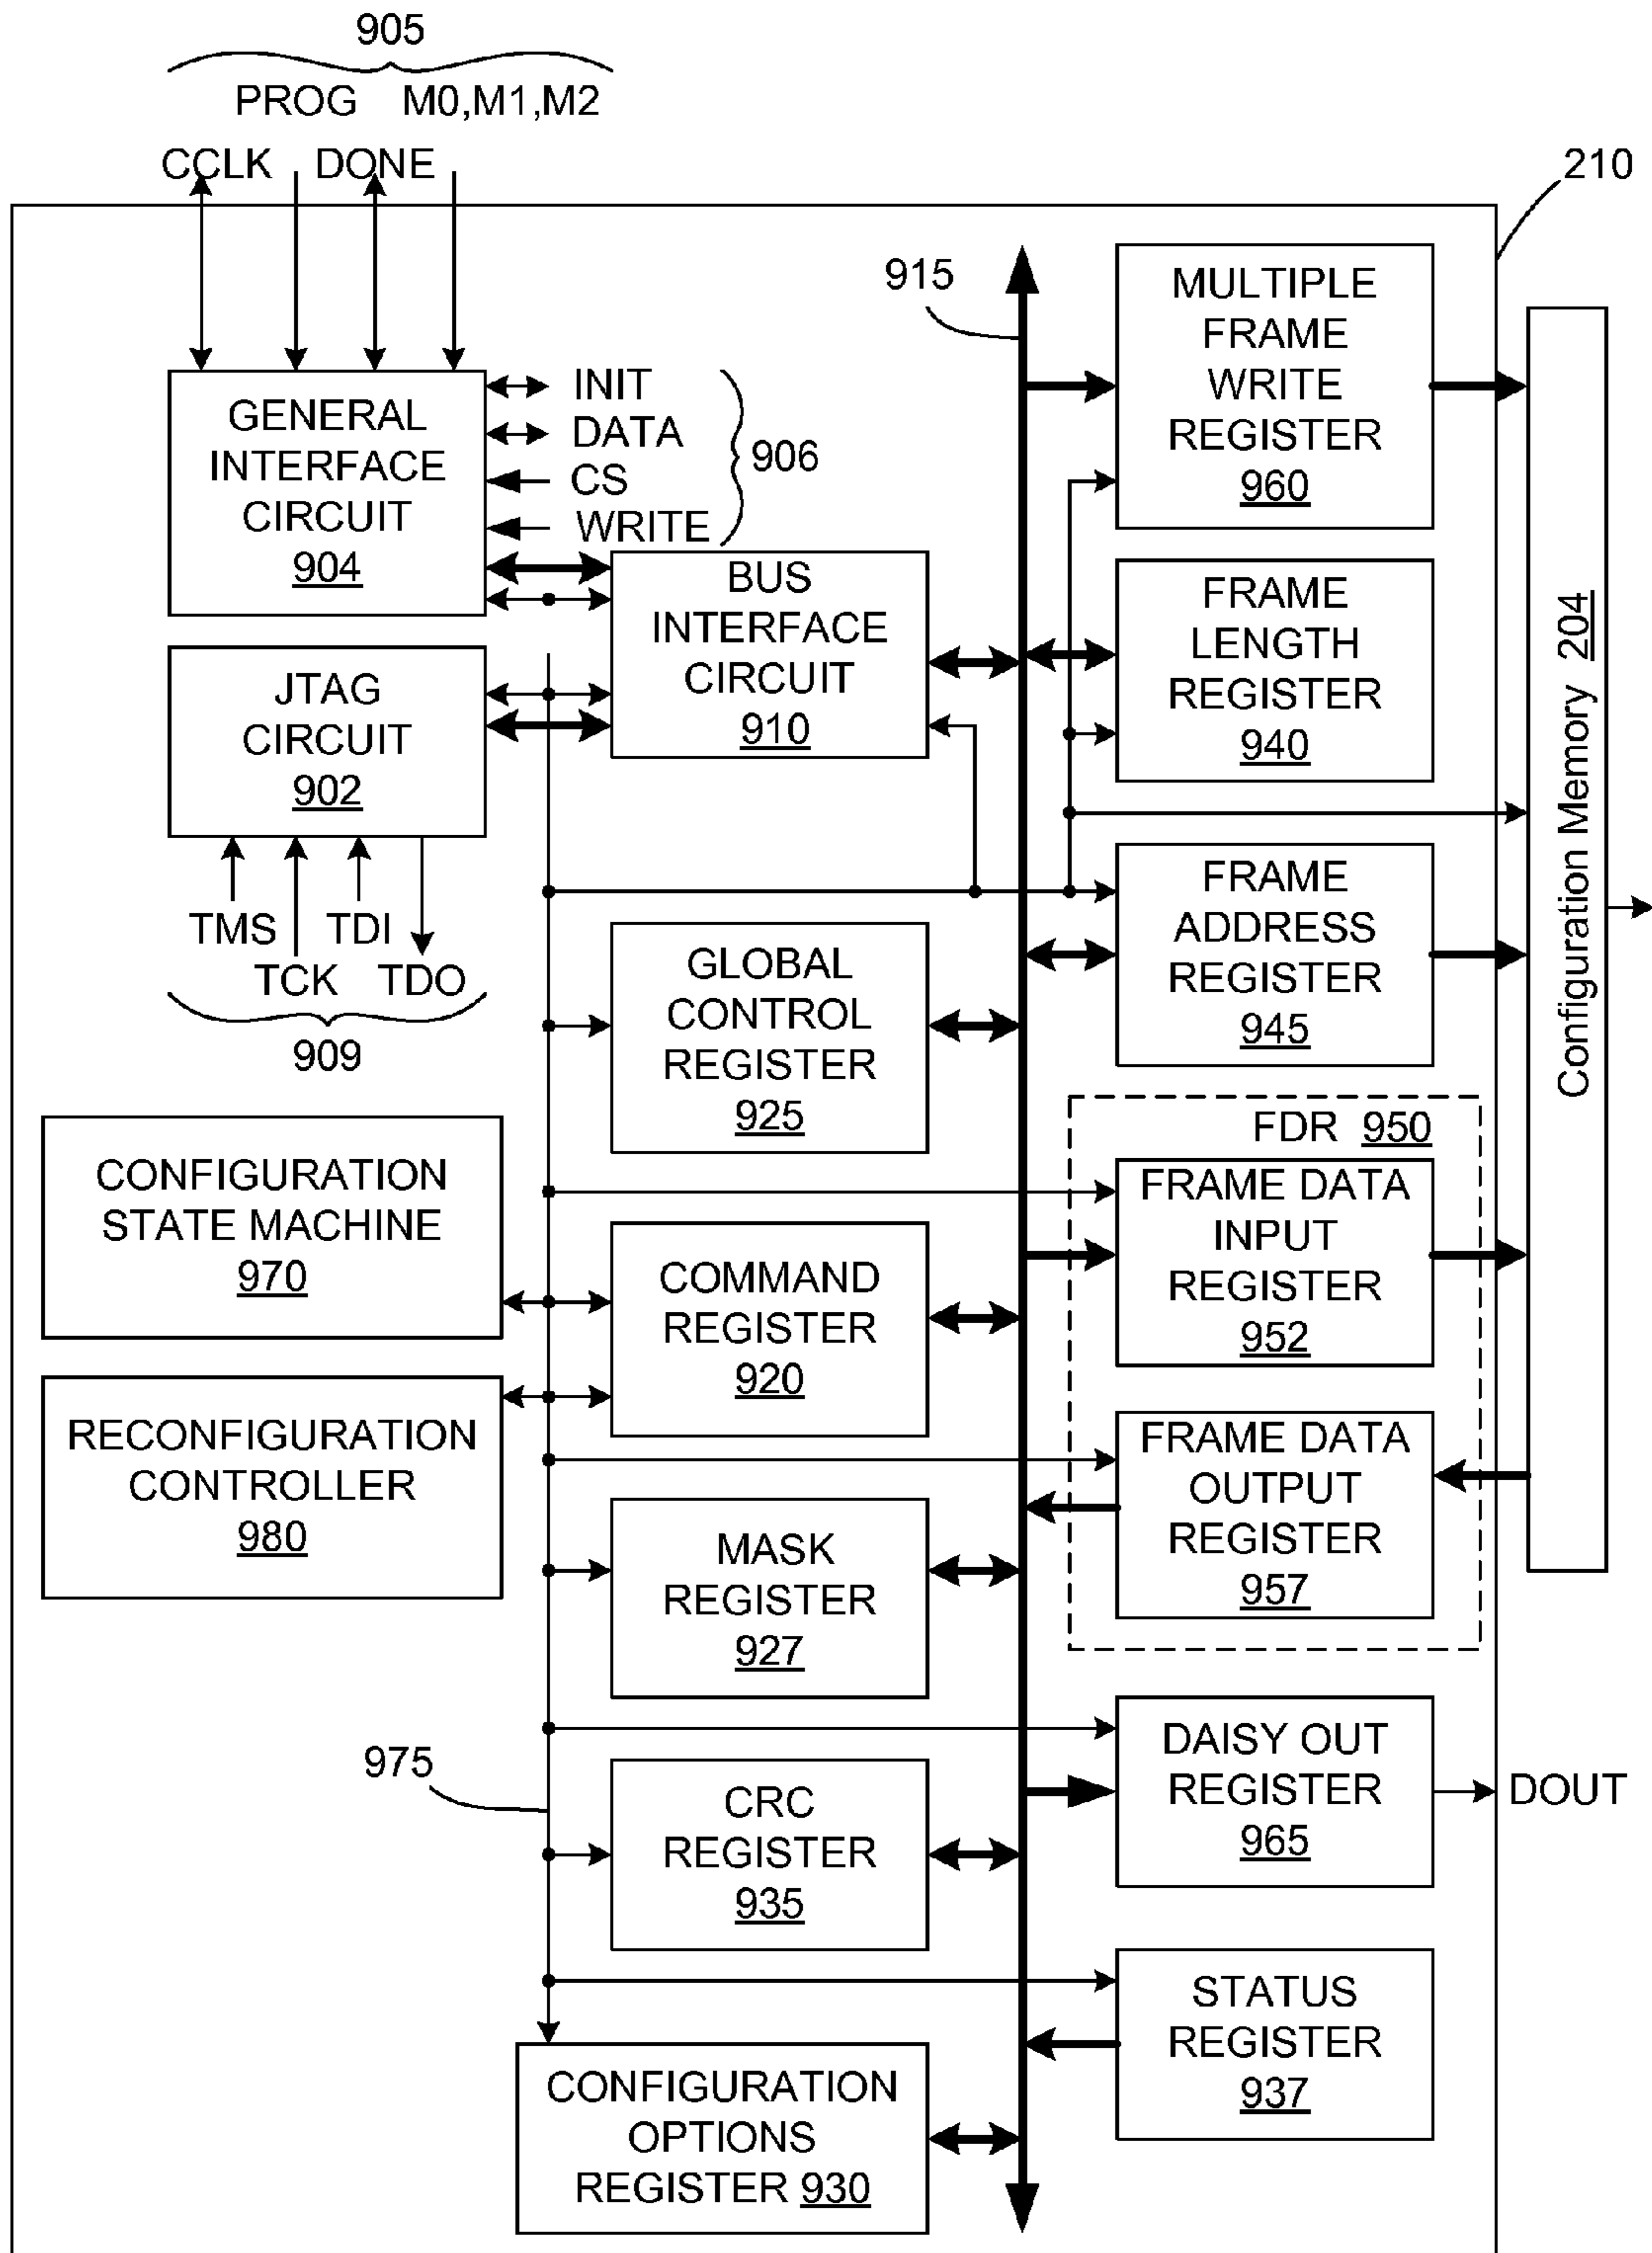 905
PROG M0,M1,M2
CCLK DONE
210
915
MULTIPLE
FRAME
WRITE
REGISTER
960
GENERAL
INTERFACE
CIRCUIT
904
INIT
DATA
CS
WRITE
906
BUS
INTERFACE
CIRCUIT
910
FRAME
LENGTH
REGISTER
940
JTAG
CIRCUIT
902
TMS TDI
TCK TDO
909
Configuration Memory 204
FRAME
ADDRESS
REGISTER
945
GLOBAL
CONTROL
REGISTER
925
FDR 950
FRAME DATA
INPUT
REGISTER
952
CONFIGURATION
STATE MACHINE
970
COMMAND
REGISTER
920
RECONFIGURATION
CONTROLLER
980
FRAME DATA
OUTPUT
REGISTER
957
MASK
REGISTER
927
975
DAISY OUT
REGISTER
965
DOUT
CRC
REGISTER
935
STATUS
REGISTER
937
CONFIGURATION
OPTIONS
REGISTER 930